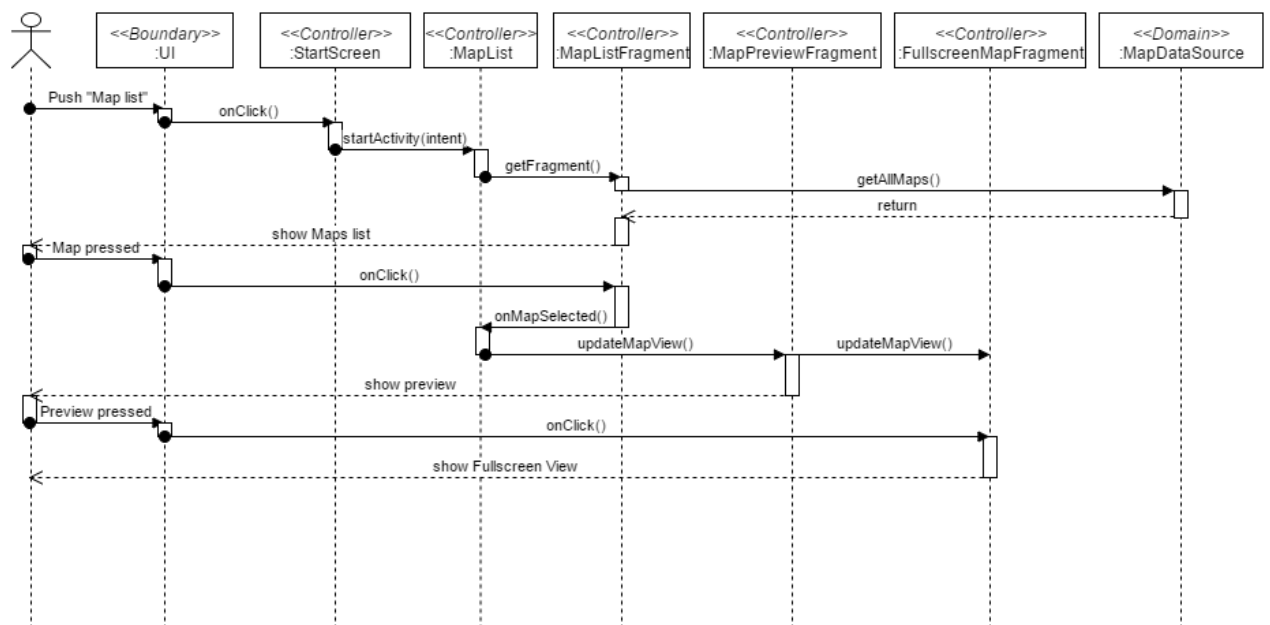 <<Boundary>>
:UI
<<Controller>>
:StartScreen
<<Controller>>
:MapList
<<Controller>>
:MapListFragment
<<Controller>>
:MapPreviewFragment
<<Controller>>
:FullscreenMapFragment
<<Domain>>
:MapDataSource
Push "Map list"
onClick()
startActivity(intent)
getFragment()
getAllMaps()
return
show Maps list
Map pressed
onClick()
onMapSelected()
updateMapView()
updateMapView()
show preview
Preview pressed
onClick()
show Fullscreen View